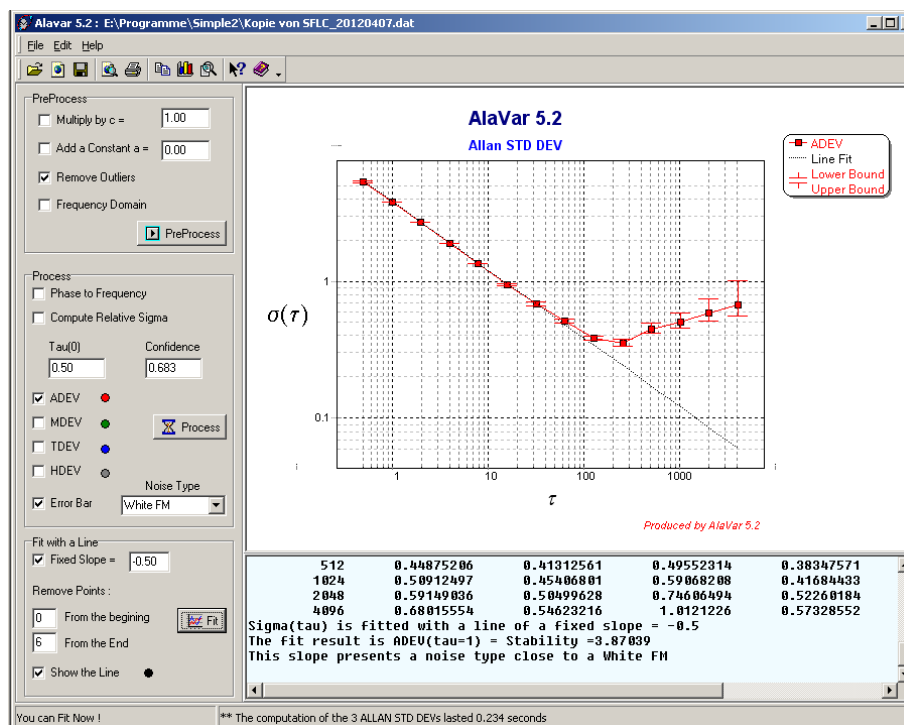 Alavar 5.2 : E:\Programme\Simple2\Kopie von SFLC_20120407.dat
File Edit Help
PreProcess
Multiply by c = 1.00
Add a Constant a = 0.00
Remove Outliers
Frequency Domain
PreProcess
Process
Phase to Frequency
Compute Relative Sigma
Tau(0) Confidence
0.50 0.683
ADEV
MDEV
Process
TDEV
HDEV
Noise Type
Error Bar White FM
Fit with a Line
Fixed Slope = -0.50
Remove Points :
0 From the begining
Fit
6 From the End
Show the Line
AlaVar 5.2
Allan STD DEV
ADEV
Line Fit
Lower Bound
Upper Bound
1
σ(τ)
0.1
1 10 100 1000
τ
Produced by AlaVar 5.2
512 0.44875206 0.41312561 0.49552314 0.38347571
1024 0.50912497 0.45406801 0.59068208 0.41684433
2048 0.59149036 0.50499628 0.74606494 0.52260184
4096 0.68015554 0.54623216 1.0121226 0.57328552
Sigma(tau) is fitted with a line of a fixed slope = -0.5
The fit result is ADEV(tau=1) = Stability =3.87039
This slope presents a noise type close to a White FM
You can Fit Now !
** The computation of the 3 ALLAN STD DEVs lasted 0.234 seconds